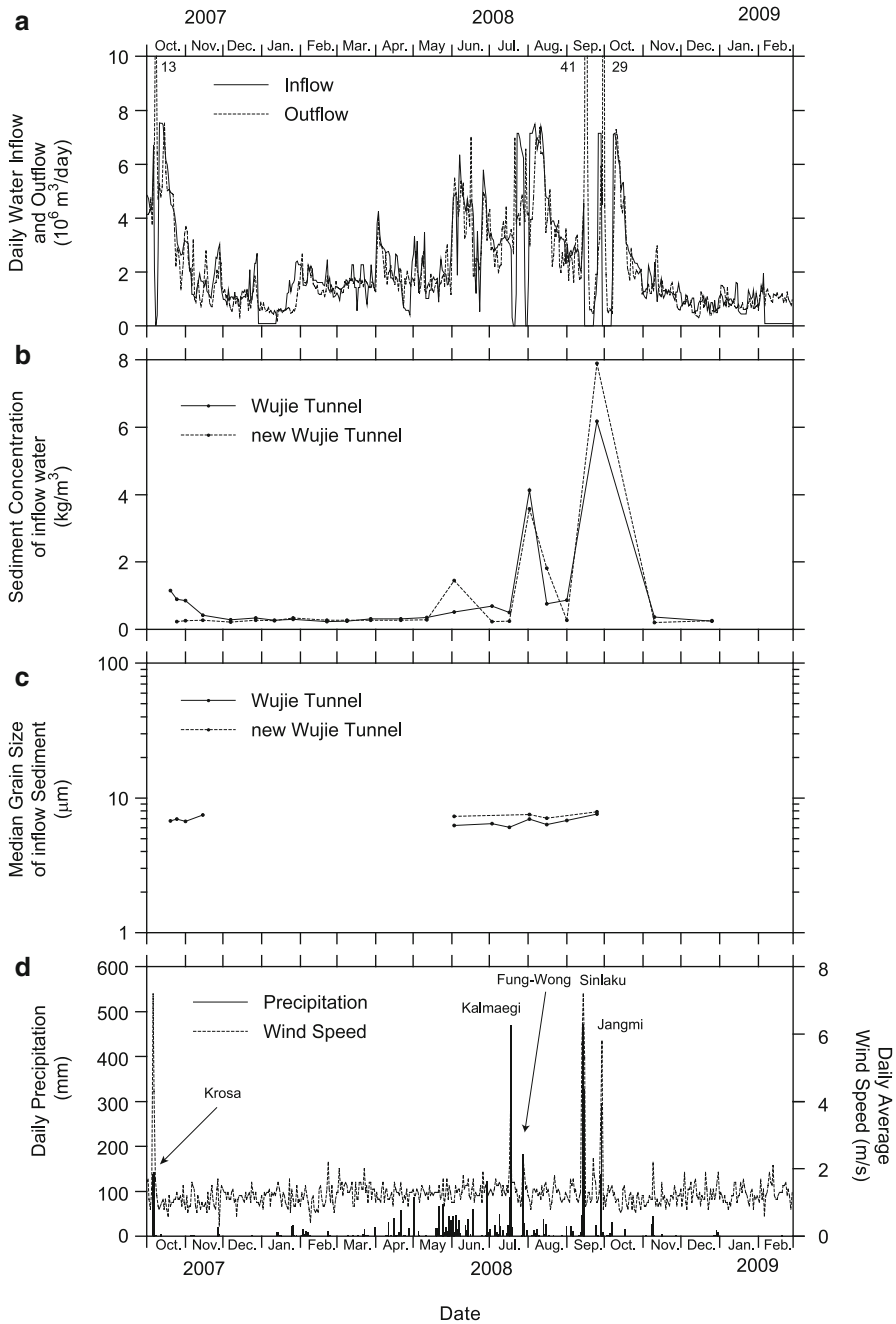 2007 2008 2009
a
Oct. Nov. Dec. Jan. Feb. Mar. Apr. May Jun. Jul. Aug. Sep. Oct. Nov. Dec. Jan. Feb.
10
8
6
4
2
0
13
41
29
Inflow
Outflow
Daily Water Inflow
and Outflow
(10⁶ m³/day)
b
8
6
4
2
0
Wujie Tunnel
new Wujie Tunnel
Sediment Concentration
of inflow water
(kg/m³)
c
100
10
1
Wujie Tunnel
new Wujie Tunnel
Median Grain Size
of inflow Sediment
(μm)
d
600
500
400
300
200
100
0
Precipitation
Wind Speed
Krosa
Kalmaegi
Fung-Wong
Sinlaku
Jangmi
Daily Precipitation
(mm)
8
6
4
2
0
Daily Average
Wind Speed (m/s)
Oct. Nov. Dec. Jan. Feb. Mar. Apr. May Jun. Jul. Aug. Sep. Oct. Nov. Dec. Jan. Feb.
2007 2008 2009
Date